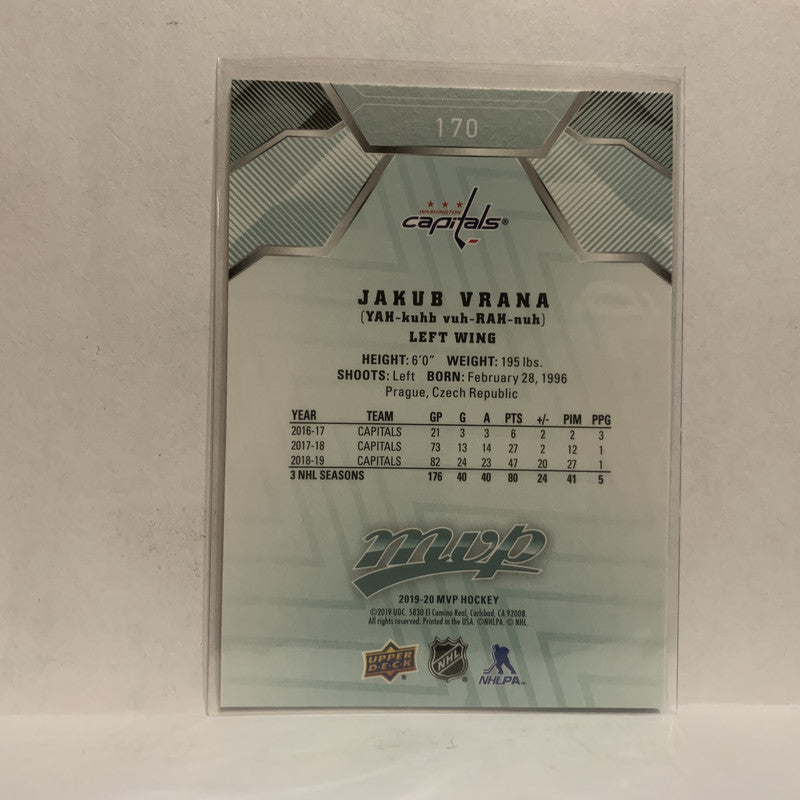 170
WASHINGTON
capitals®
JAKUB VRANA
(YAH-kuhb vuh-RAH-nuh)
LEFT WING
HEIGHT: 6'0" WEIGHT: 195 lbs.
SHOOTS: Left BORN: February 28, 1996
Prague, Czech Republic
YEAR TEAM GP G A PTS +/- PIM PPG
2016-17 CAPITALS 21 3 3 6 2 2 3
2017-18 CAPITALS 73 13 14 27 2 12 1
2018-19 CAPITALS 82 24 23 47 20 27 1
3 NHL SEASONS 176 40 40 80 24 41 5
mvp
2019-20 MVP HOCKEY
©2019 UDC. 5830 El Camino Real, Carlsbad, CA 92008.
All rights reserved. Printed in the USA. ©NHLPA. © NHL.
UPPER DECK
NHL
NHLPA™